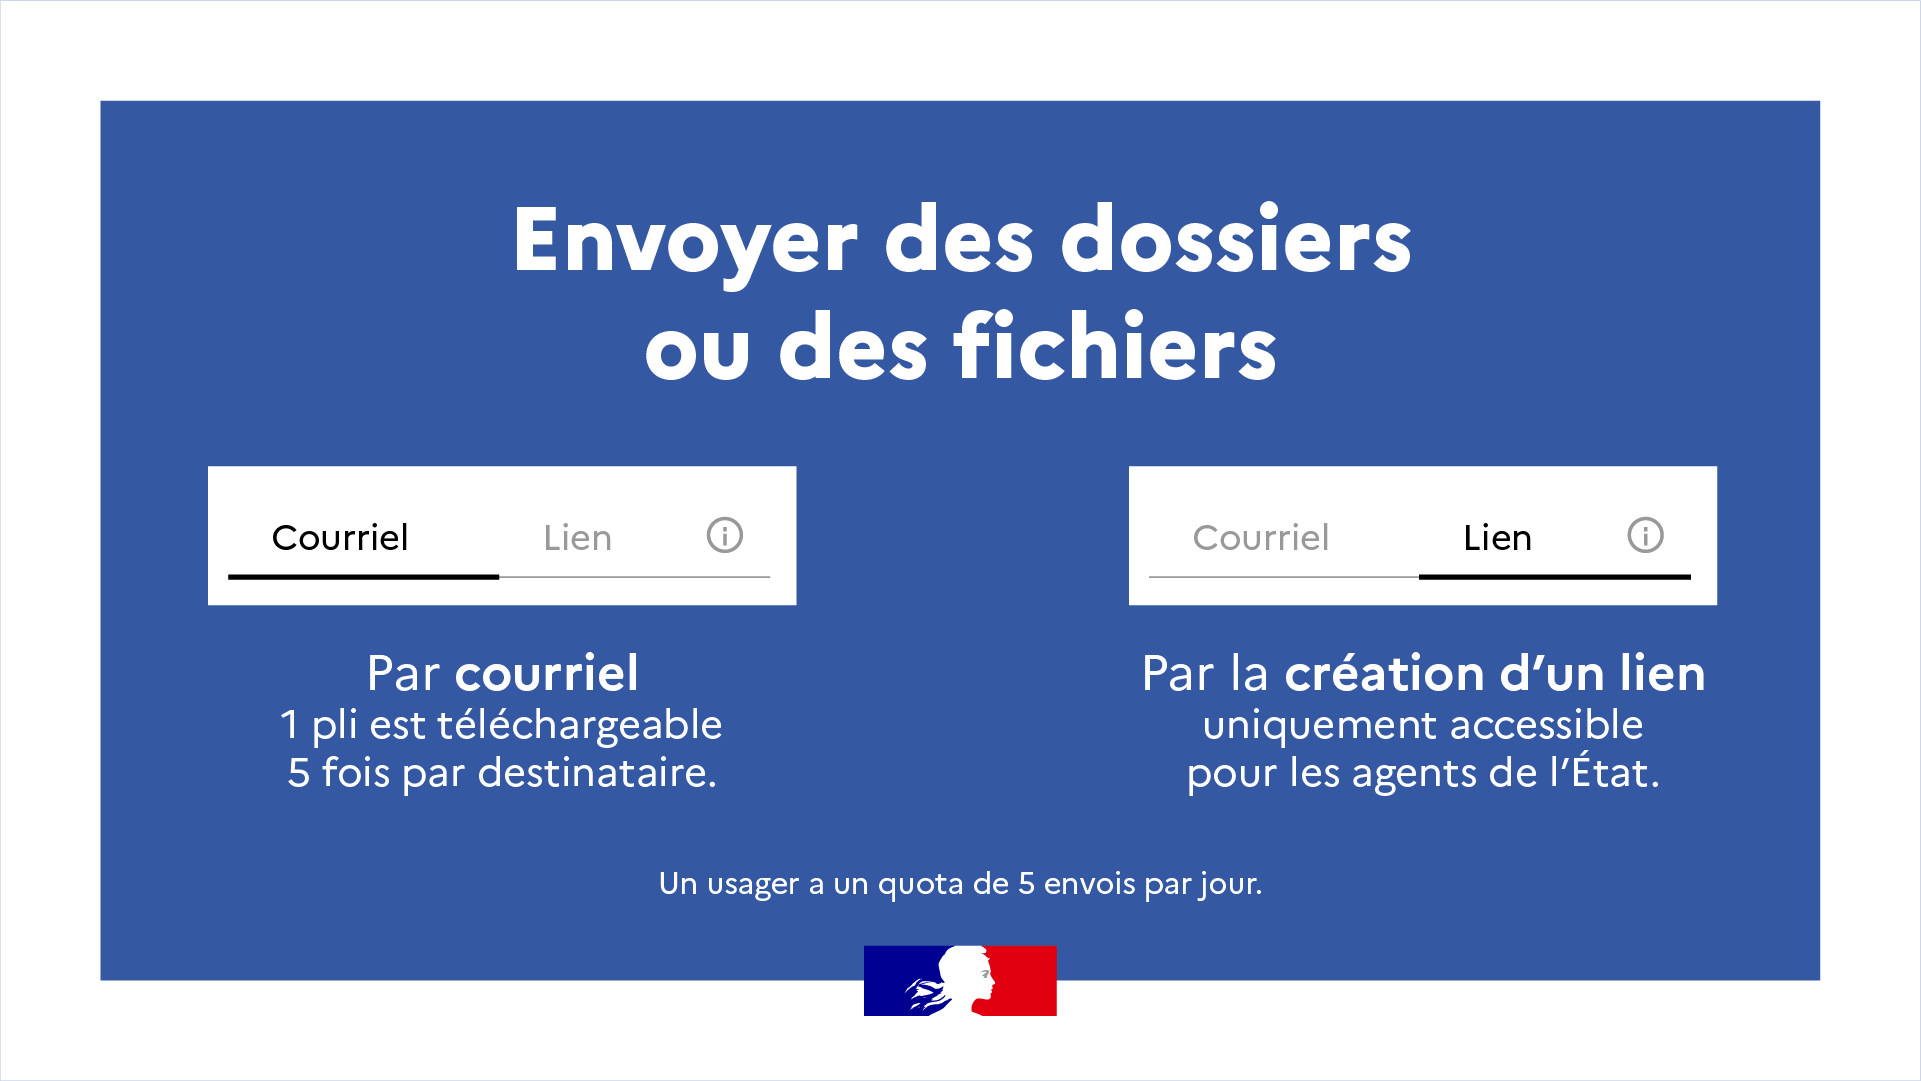 Envoyer des dossiers
ou des fichiers
Courriel Lien
Par courriel
1 pli est téléchargeable
5 fois par destinataire.
Courriel Lien
Par la création d’un lien
uniquement accessible
pour les agents de l’État.
Un usager a un quota de 5 envois par jour.